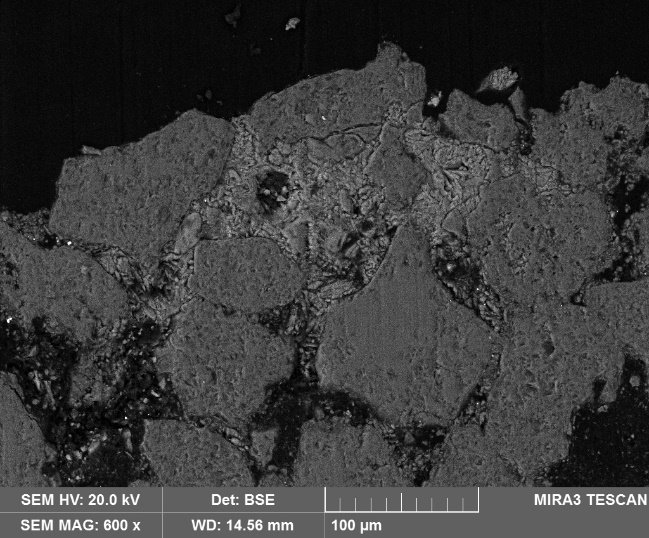 SEM HV: 20.0 kV Det: BSE MIRA3 TESCAN
SEM MAG: 600 x WD: 14.56 mm 100 µm